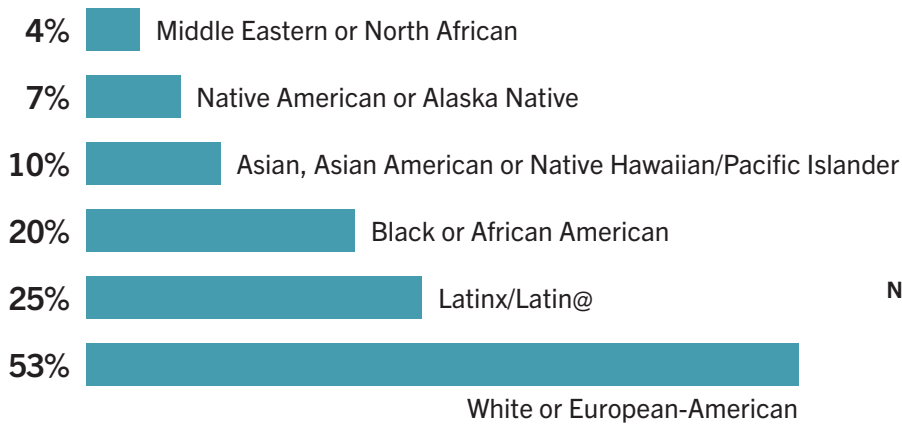 4% Middle Eastern or North African
7% Native American or Alaska Native
10% Asian, Asian American or Native Hawaiian/Pacific Islander
20% Black or African American
25% Latinx/Latin@
N
53%
White or European-American